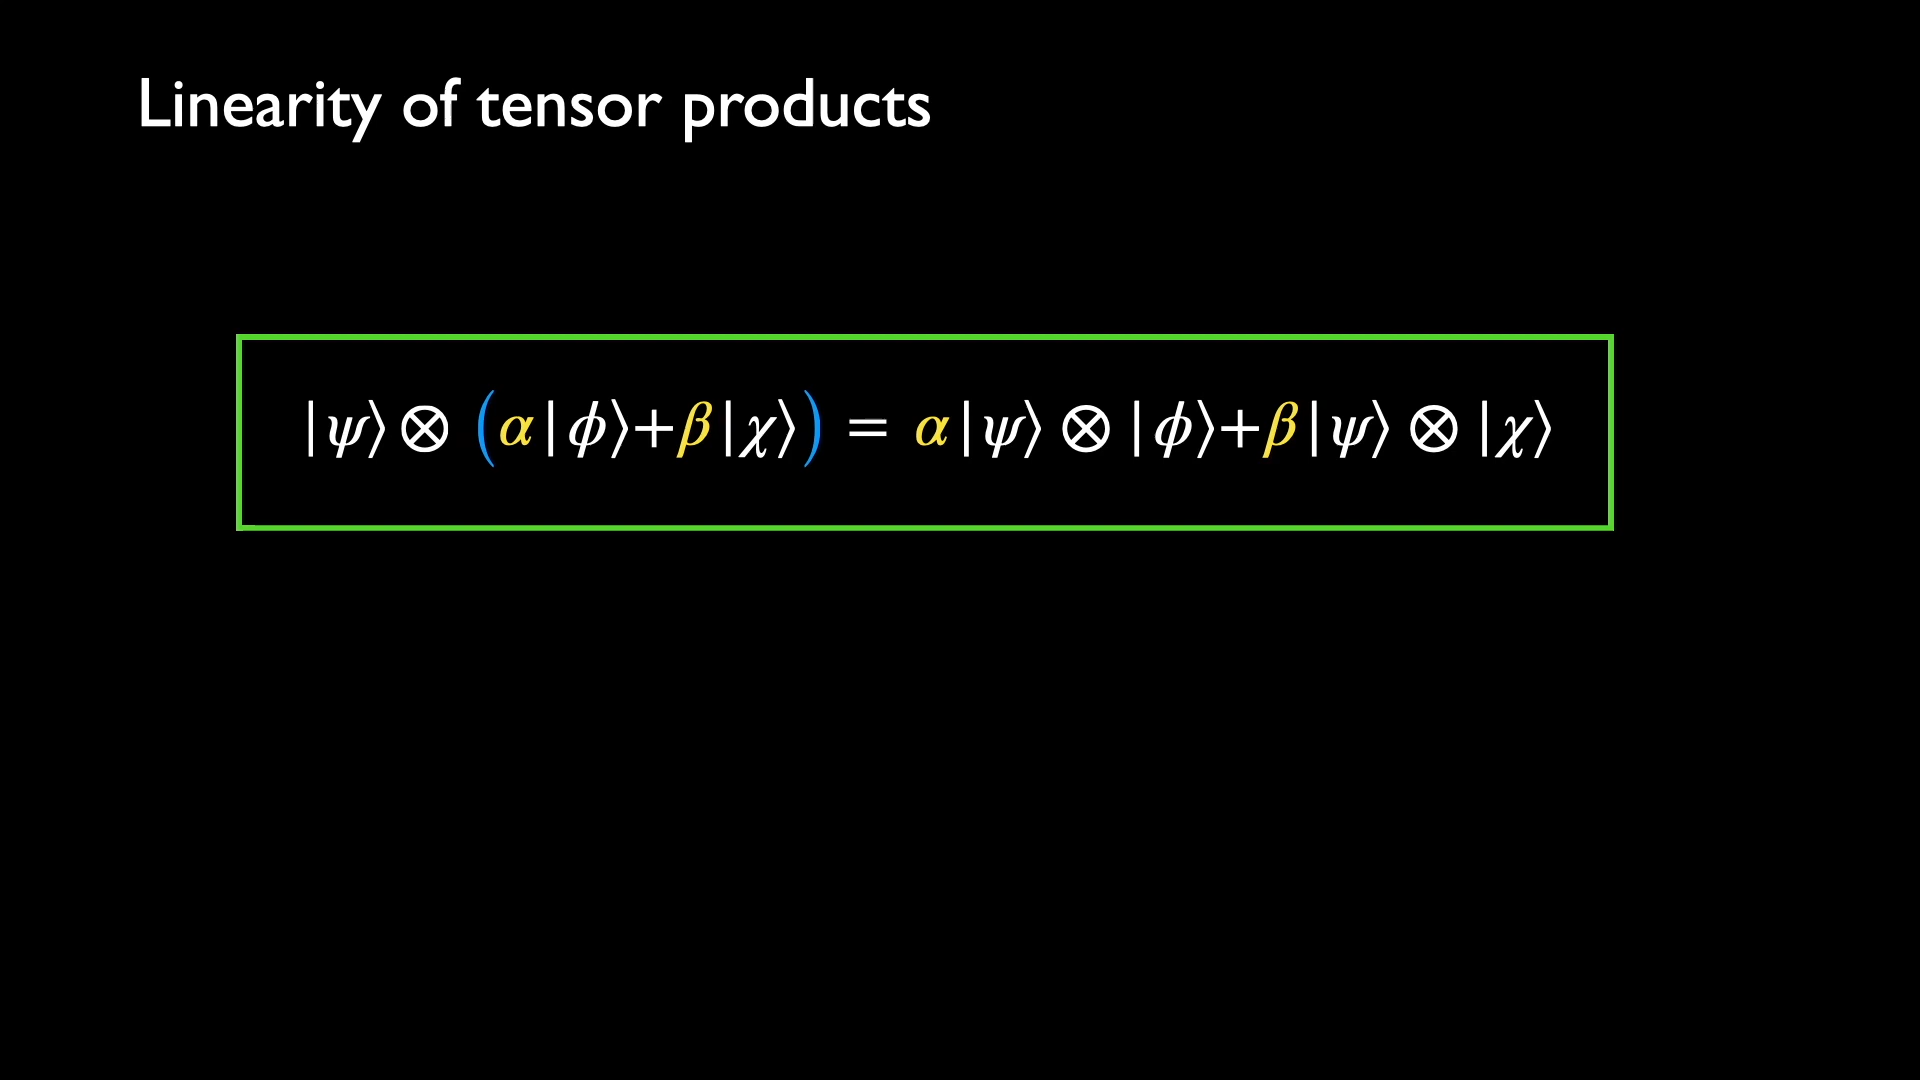 Linearity of tensor products
|ψ⟩⊗ (α|ϕ⟩+β|χ⟩) = α|ψ⟩ ⊗ |ϕ⟩+β|ψ⟩ ⊗ |χ⟩